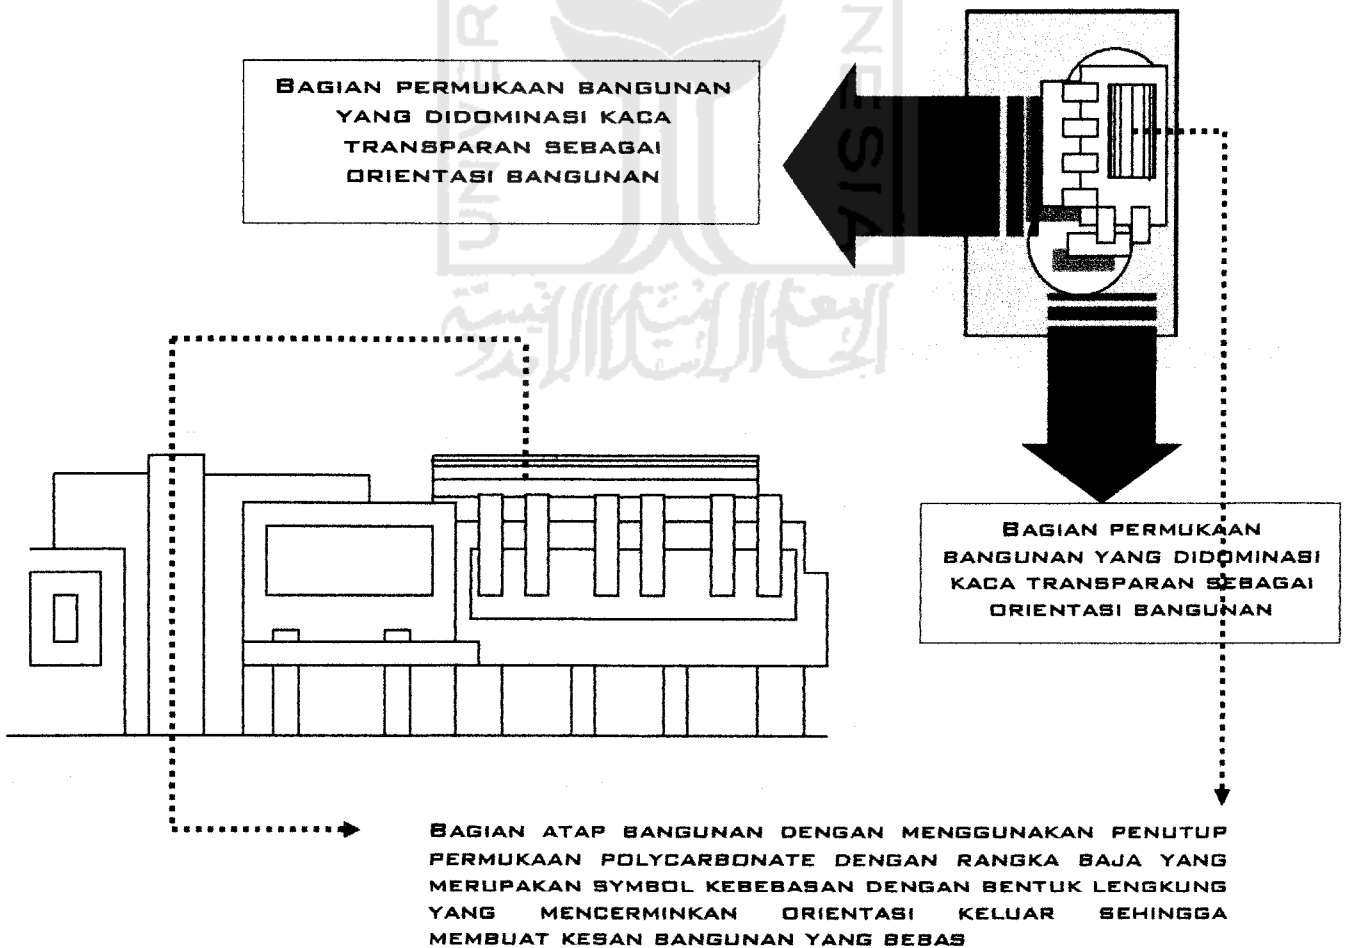 BAGIAN PERMUKAAN BANGUNAN
YANG DIDOMINASI KACA
TRANSPARAN SEBAGAI
ORIENTASI BANGUNAN
BAGIAN PERMUKAAN
BANGUNAN YANG DIDOMINASI
KACA TRANSPARAN SEBAGAI
ORIENTASI BANGUNAN
BAGIAN ATAP BANGUNAN DENGAN MENGGUNAKAN PENUTUP
PERMUKAAN POLYCARBONATE DENGAN RANGKA BAJA YANG
MERUPAKAN SYMBOL KEBEBASAN DENGAN BENTUK LENGKUNG
YANG MENCERMINKAN ORIENTASI KELUAR SEHINGGA
MEMBUAT KESAN BANGUNAN YANG BEBAS
UNIVER
NESIA